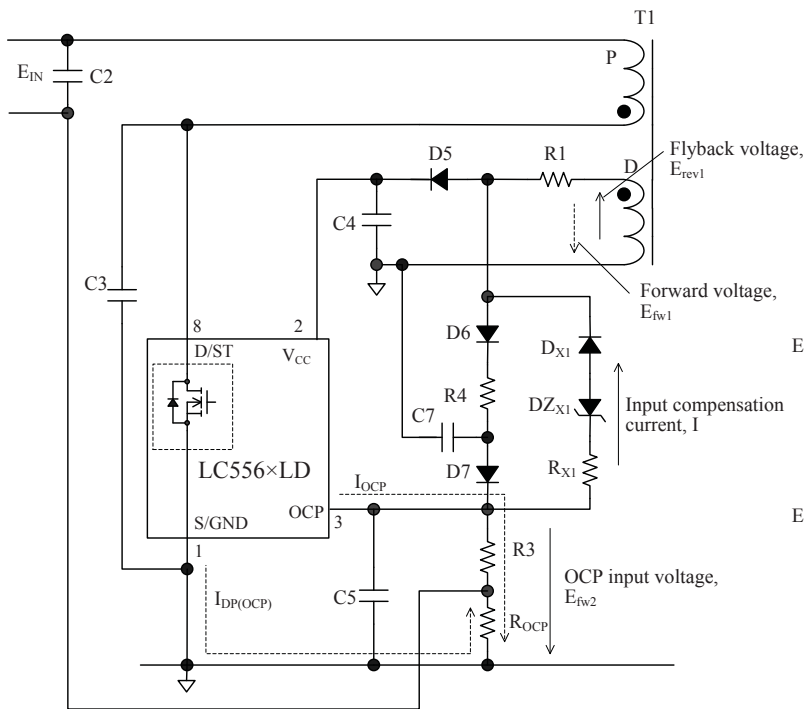 T1
P
E_IN
C2
Flyback voltage,
E_rev1
D5
R1
D
C4
C3
Forward voltage,
E_fw1
8
2
D6
D_X1
E
D/ST
V_CC
R4
DZ_X1
Input compensation
current, I
C7
LC556×LD
D7
R_X1
I_OCP
OCP
3
E
S/GND
R3
1
OCP input voltage,
E_fw2
I_DP(OCP)
C5
R_OCP